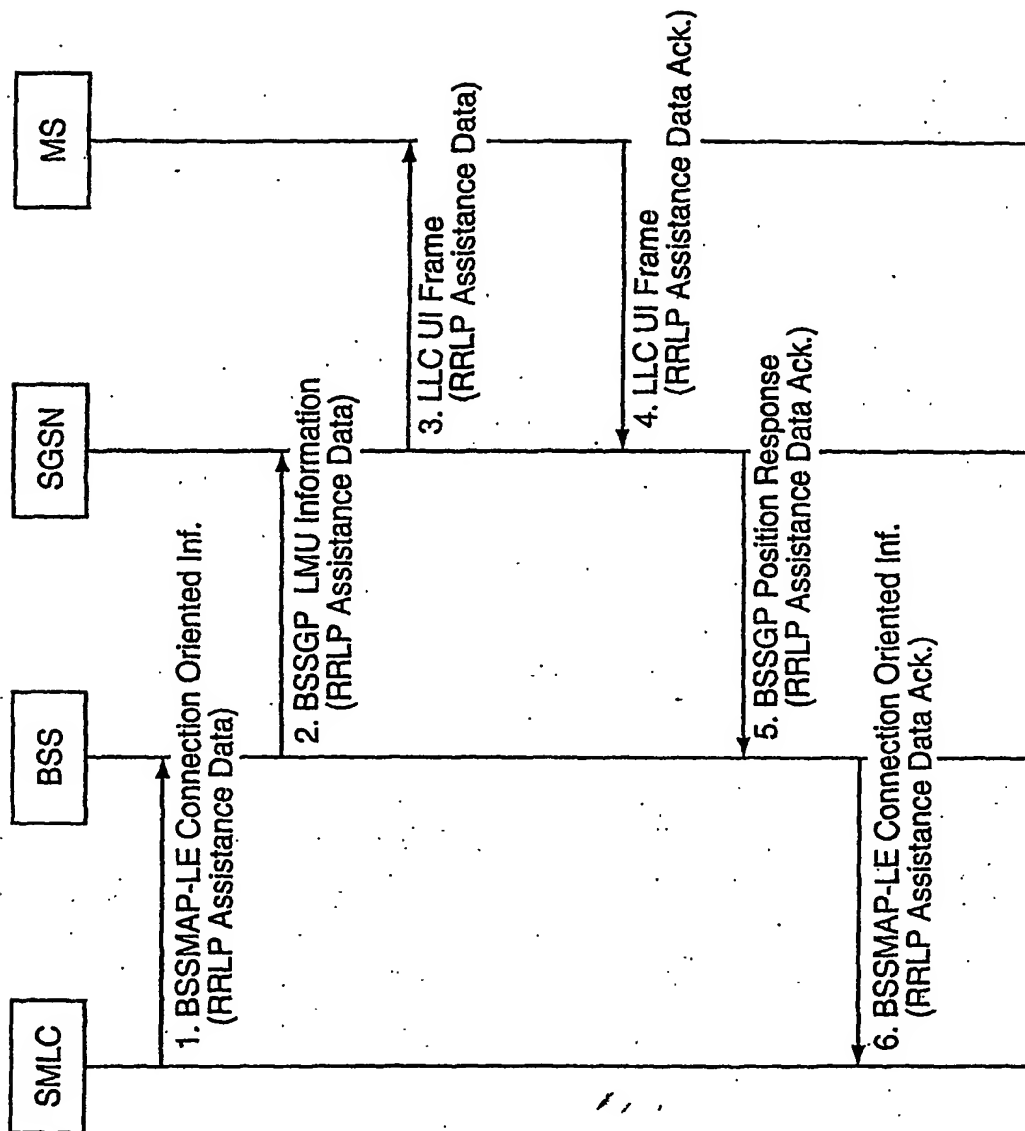 SMLC
BSS
SGSN
MS
1. BSSMAP-LE Connection Oriented Inf.
(RRLP Assistance Data)
2. BSSGP LMU Information
(RRLP Assistance Data)
3. LLC UI Frame
(RRLP Assistance Data)
4. LLC UI Frame
(RRLP Assistance Data Ack.)
5. BSSGP Position Response
(RRLP Assistance Data Ack.)
6. BSSMAP-LE Connection Oriented Inf.
(RRLP Assistance Data Ack.)